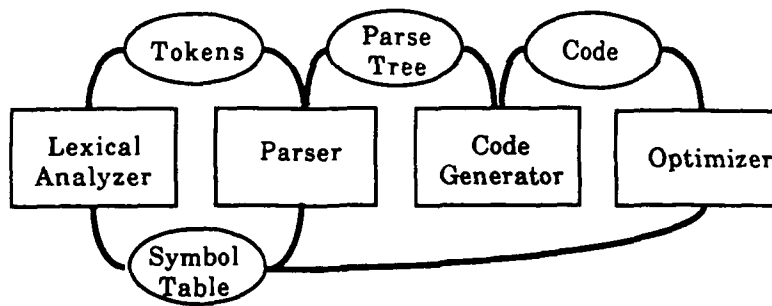 Tokens
Parse
Tree
Code
Lexical
Analyzer
Parser
Code
Generator
Optimizer
Symbol
Table